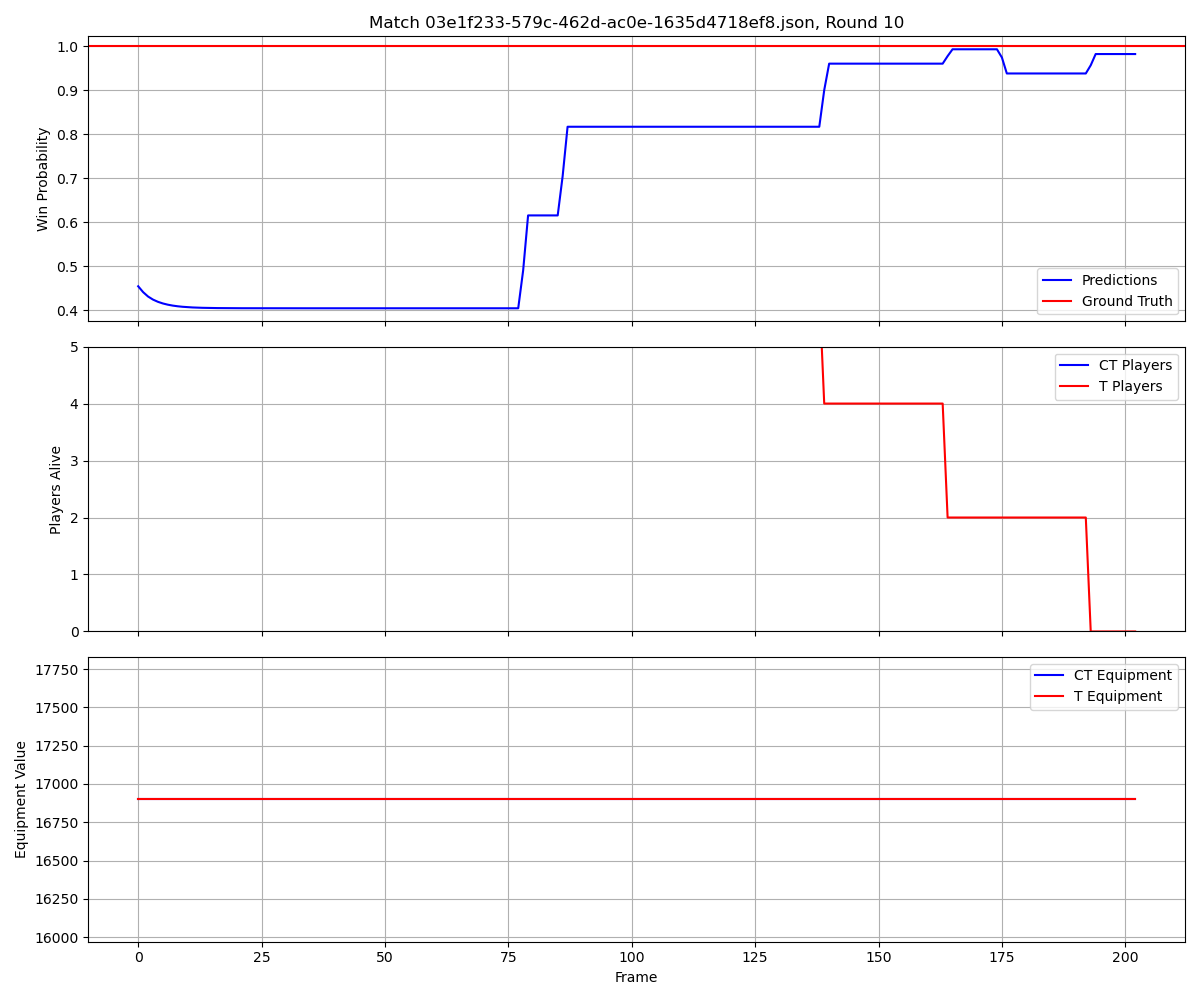 Match 03e1f233-579c-462d-ac0e-1635d4718ef8.json, Round 10
Win Probability
1.0
0.9
0.8
0.7
0.6
0.5
0.4
Predictions
Ground Truth
Players Alive
5
4
3
2
1
0
CT Players
T Players
Equipment Value
17750
17500
17250
17000
16750
16500
16250
16000
CT Equipment
T Equipment
0 25 50 75 100 125 150 175 200
Frame